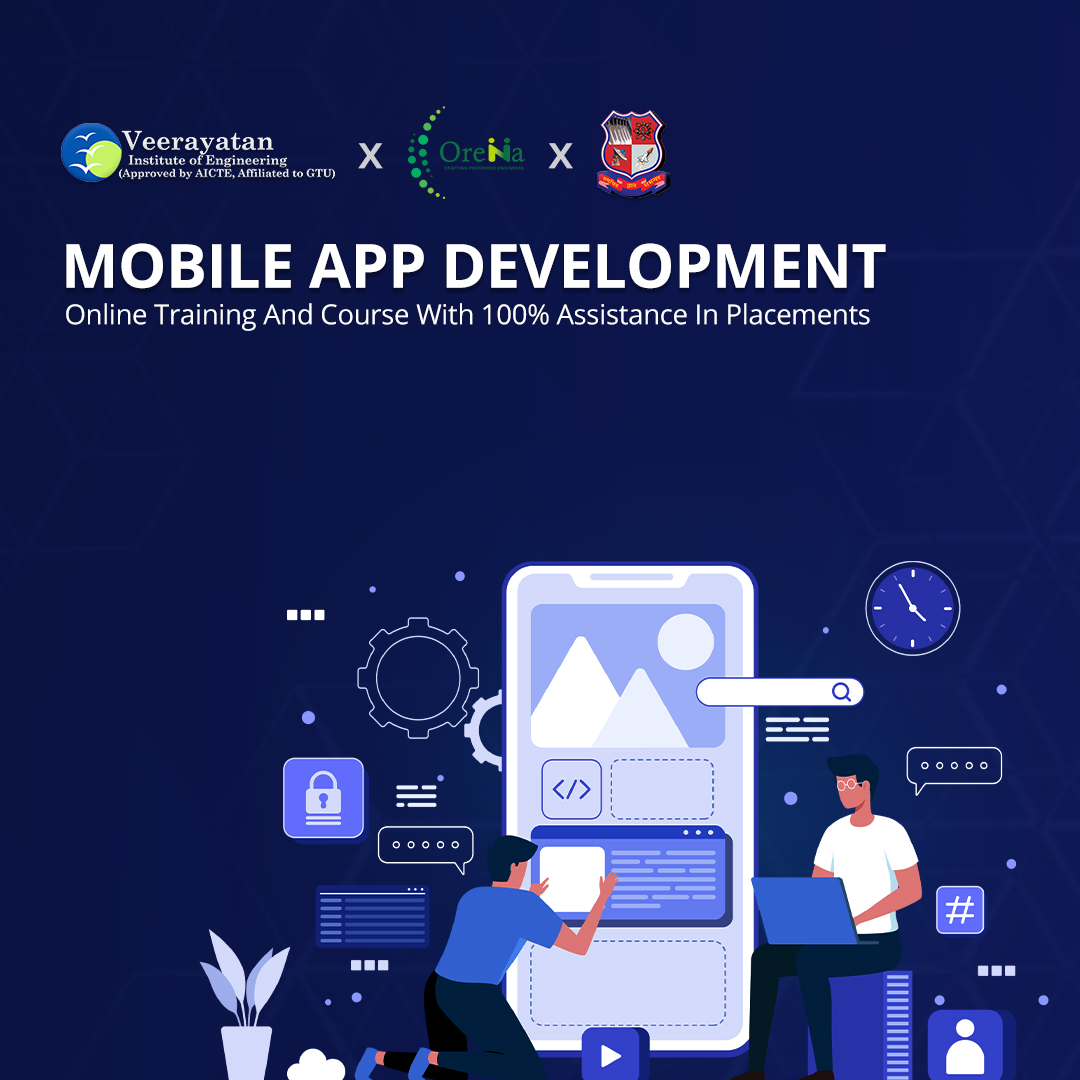 Veerayatan
Institute of Engineering
(Approved by AICTE, Affiliated to GTU)
X
OreNa
X
MOBILE APP DEVELOPMENT
Online Training And Course With 100% Assistance In Placements
</>
#